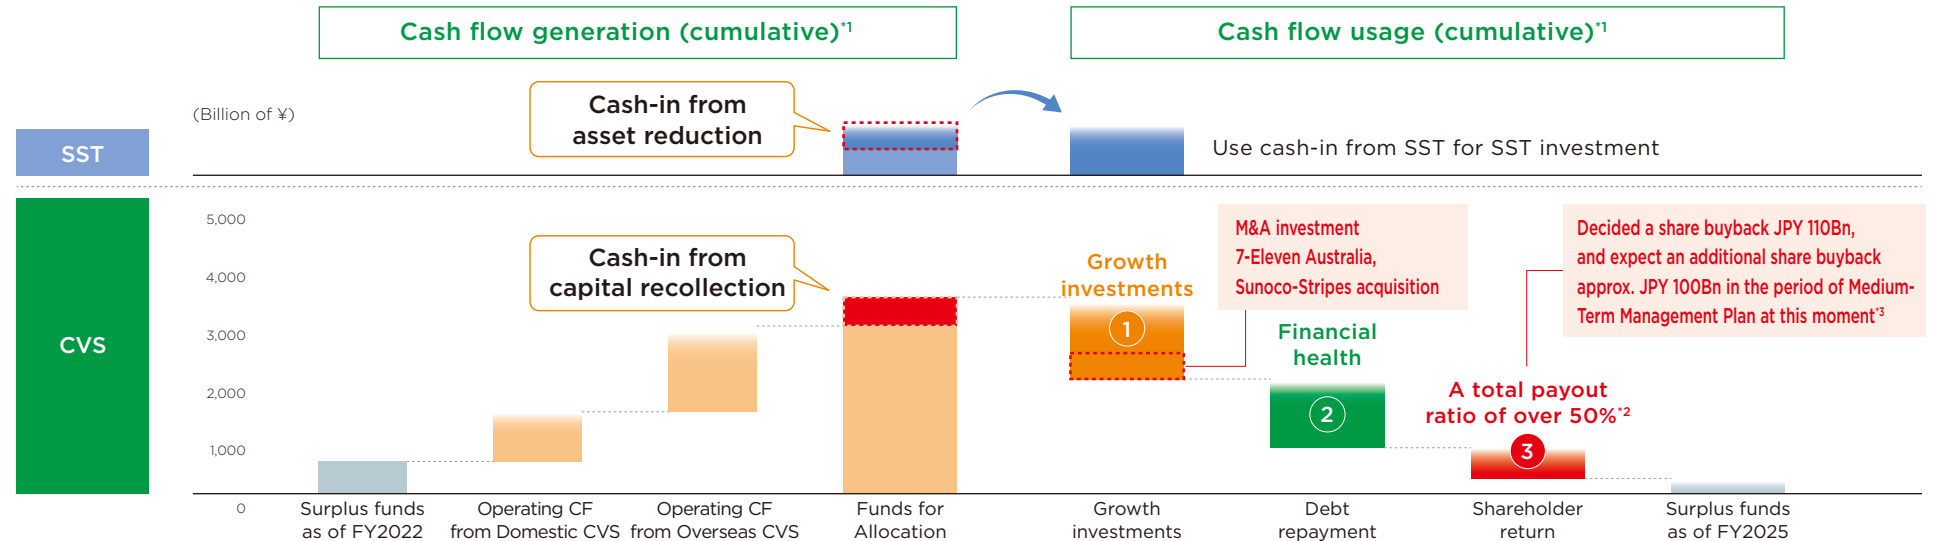 Cash flow generation (cumulative)*1
Cash flow usage (cumulative)*1
(Billion of ¥)
SST
Cash-in from
asset reduction
Use cash-in from SST for SST investment
CVS
5,000
4,000
3,000
2,000
1,000
0
Cash-in from
capital recollection
Growth
investments
1
M&A investment
7-Eleven Australia,
Sunoco-Stripes acquisition
Financial
health
2
Decided a share buyback JPY 110Bn,
and expect an additional share buyback
approx. JPY 100Bn in the period of Medium-
Term Management Plan at this moment*3
A total payout
ratio of over 50%*2
3
Surplus funds
as of FY2022
Operating CF
from Domestic CVS
Operating CF
from Overseas CVS
Funds for
Allocation
Growth
investments
Debt
repayment
Shareholder
return
Surplus funds
as of FY2025